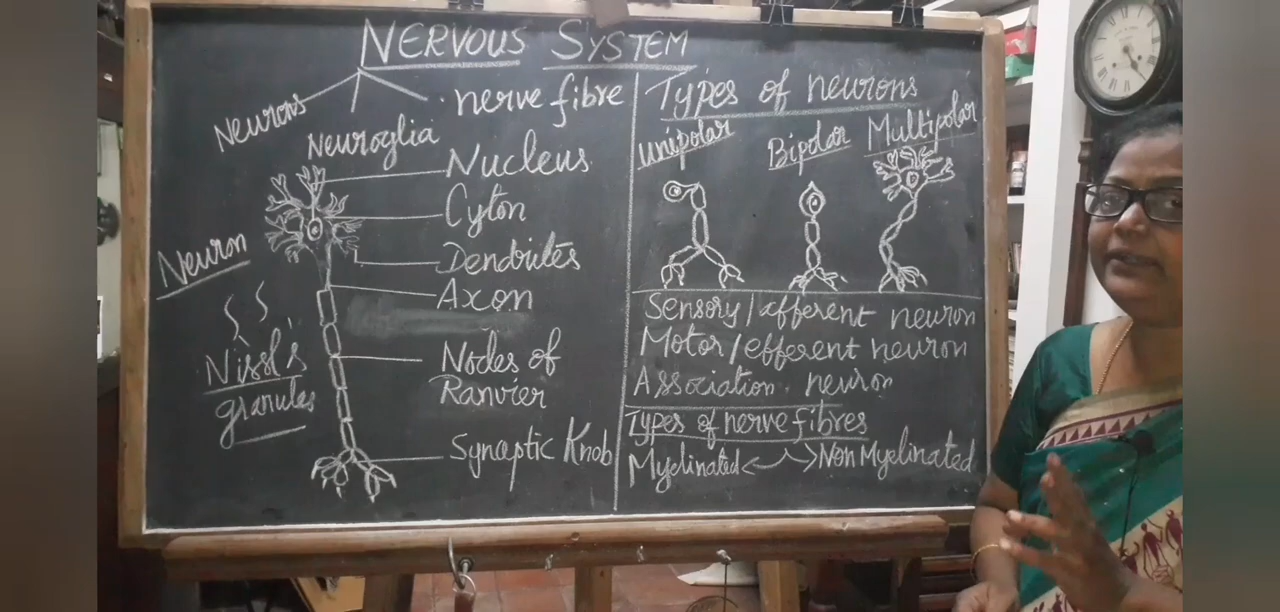 NERVOUS SYSTEM
Neurons
Neuroglia
nerve fibre
Neuron
Nucleus
Cyton
Dendrites
Axon
Nissl's
granules
Nodes of
Ranvier
Synaptic Knob
Types of neurons
Unipolar
Bipolar
Multipolar
Sensory/afferent neuron
Motor/efferent neuron
Association neuron
Types of nerve fibres
Myelinated
Non Myelinated